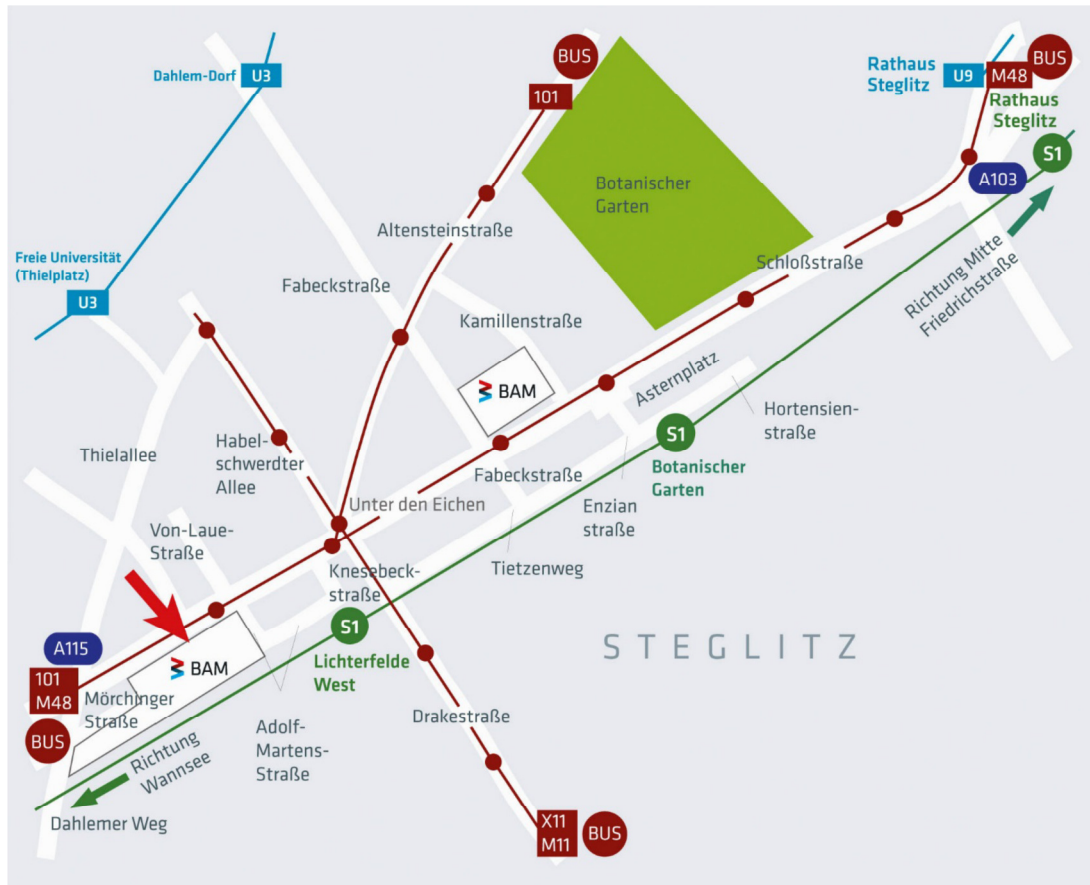 BUS
Rathaus
Steglitz
U9
M48
BUS
Dahlem-Dorf
U3
101
Rathaus
Steglitz
S1
A103
Botanischer
Garten
Altensteinstraße
Freie Universität
(Thielplatz)
U3
Fabeckstraße
Schloßstraße
Richtung Mitte
Friedrichstraße
Kamillenstraße
BAM
Asternplatz
Hortensien-
straße
S1
Botanischer
Garten
Habel-
schwerdter
Allee
Thielallee
Fabeckstraße
Unter den Eichen
Enzian
straße
Von-Laue-
Straße
Tietzenweg
Knesebeck-
straße
S1
Lichterfelde
West
STEGLITZ
A115
101
M48
BUS
BAM
Mörchinger
Straße
Richtung
Wannsee
Adolf-
Martens-
Straße
Drakestraße
Dahlemer Weg
X11
M11
BUS